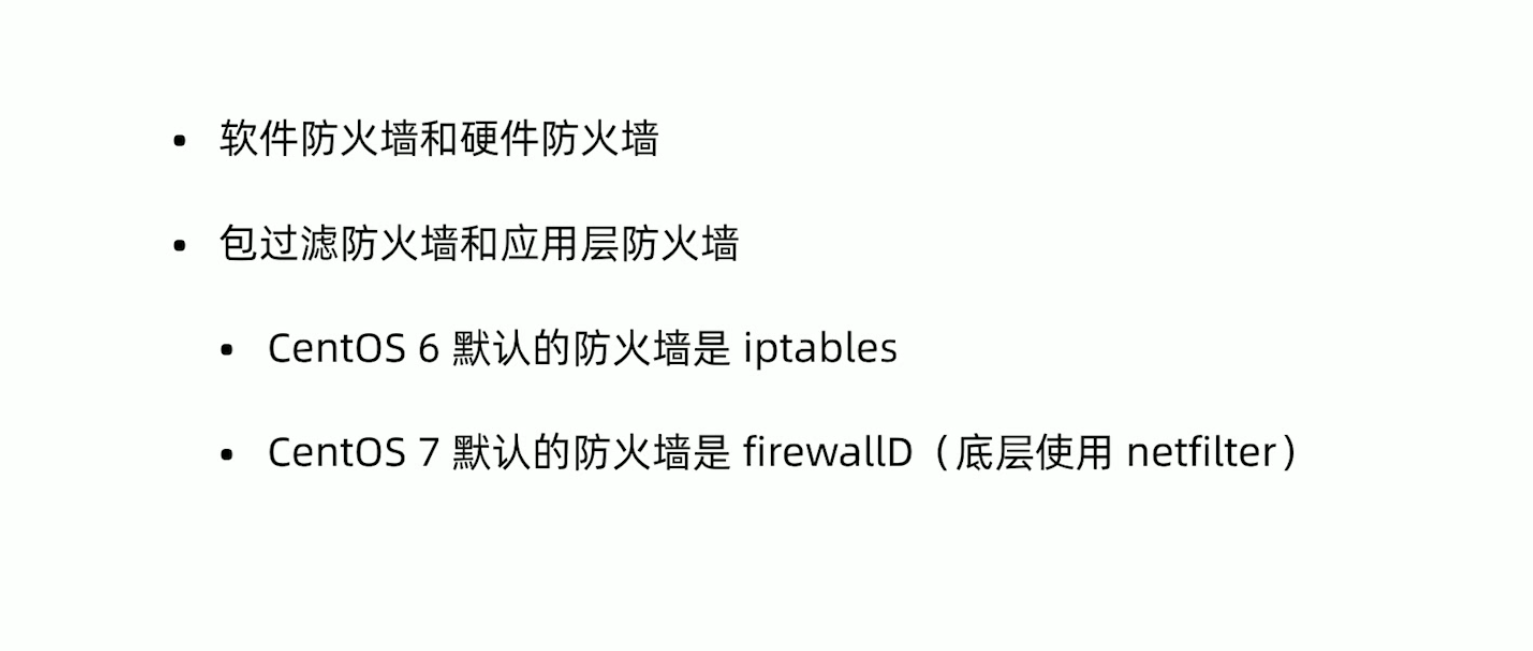 • 软件防火墙和硬件防火墙
• 包过滤防火墙和应用层防火墙
• CentOS 6 默认的防火墙是 iptables
• CentOS 7 默认的防火墙是 firewallD（底层使用 netfilter）